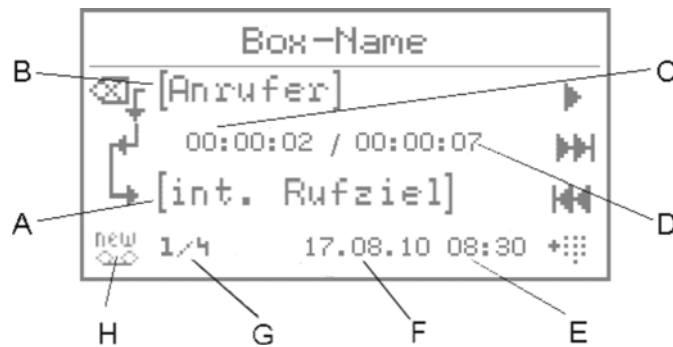 Box-Name
B [Anrufer] C
00:00:02 / 00:00:07
A [int. Rufziel] D
new 1/4 17.08.10 08:30
H G F E